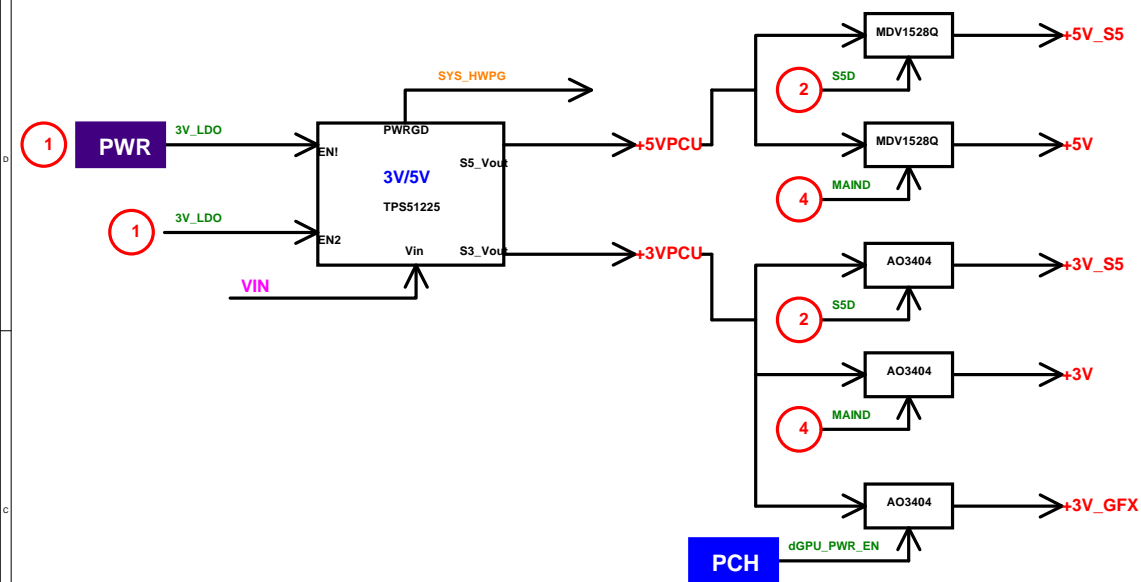 MDV1528Q
+5V_S5
SYS_HWPG
2
S5D
1
PWR
3V_LDO
PWRGD
EN!
S5_Vout
+5VPCU
MDV1528Q
+5V
D
3V/5V
TPS51225
4
MAIND
1
3V_LDO
EN2
Vin
S3_Vout
+3VPCU
AO3404
+3V_S5
VIN
2
S5D
AO3404
+3V
4
MAIND
C
AO3404
+3V_GFX
PCH
dGPU_PWR_EN